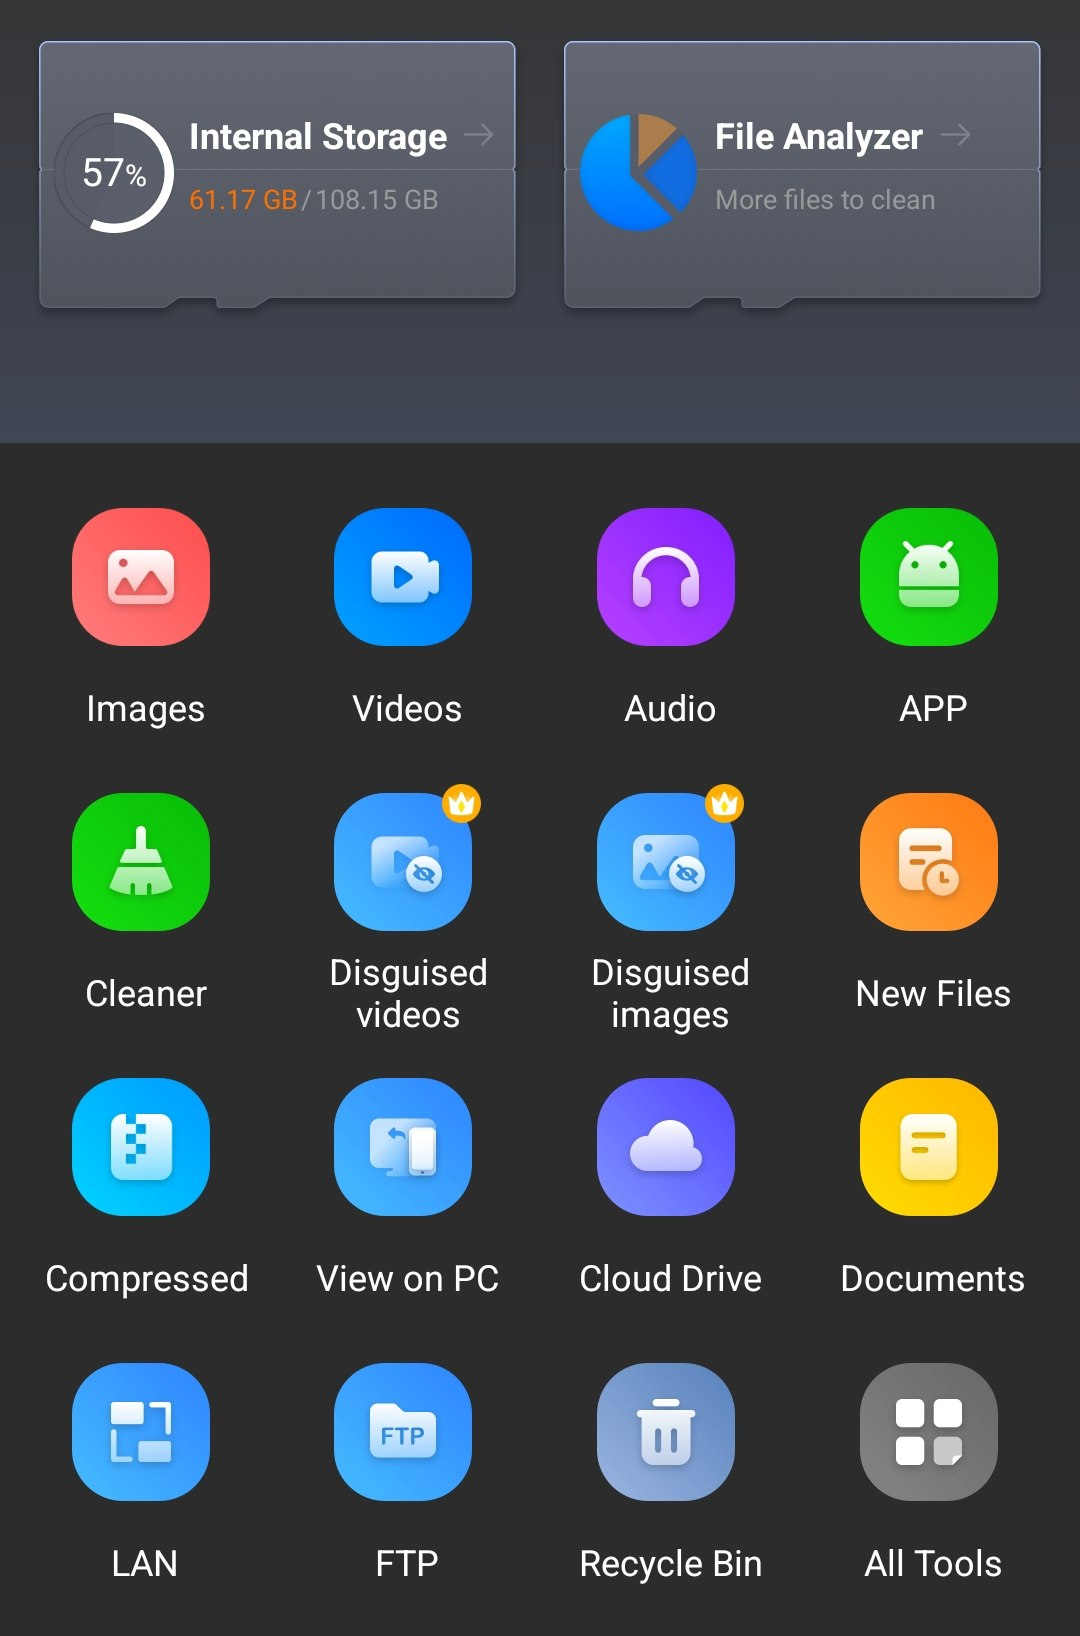 Internal Storage
57%
61.17 GB/108.15 GB
File Analyzer
More files to clean
Images
Videos
Audio
APP
Cleaner
Disguised
videos
Disguised
images
New Files
Compressed
View on PC
Cloud Drive
Documents
FTP
LAN
FTP
Recycle Bin
All Tools